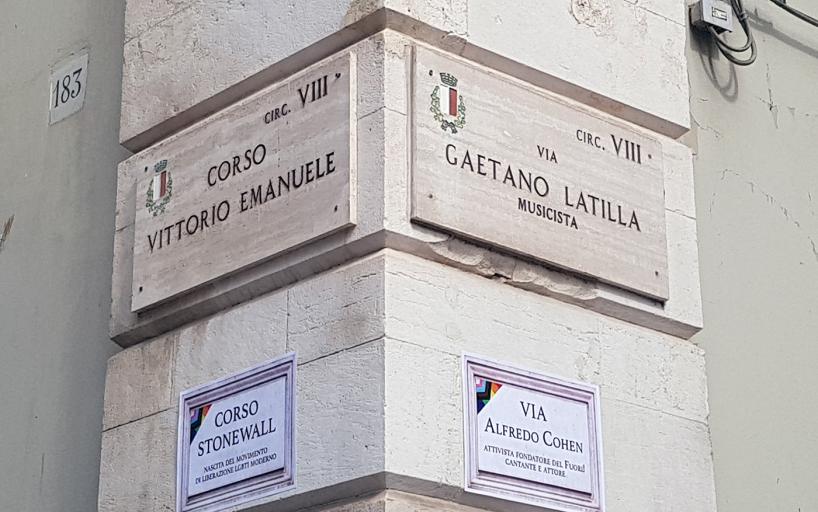 183
CIRC. VIII
CORSO
VITTORIO EMANUELE
CIRC. VIII
VIA
GAETANO LATILLA
MUSICISTA
CORSO
STONEWALL
NASCITA DEL MOVIMENTO
DI LIBERAZIONE LGBTI MODERNO
VIA
ALFREDO COHEN
ATTIVISTA FONDATORE DEL FUORI!
CANTANTE E ATTORE